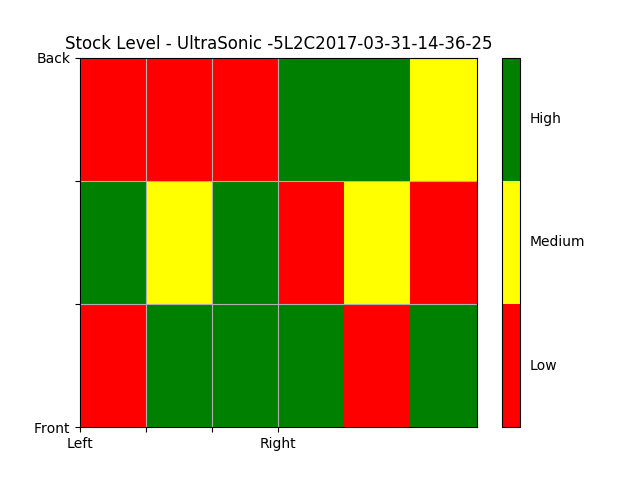 Stock Level - UltraSonic -5L2C2017-03-31-14-36-25
Back
High
Medium
Low
Front
Left
Right